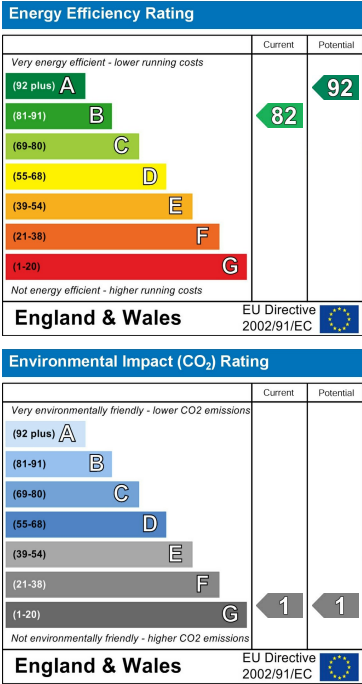 Energy Efficiency Rating
Current Potential
Very energy efficient - lower running costs
(92 plus) A 92
(81-91) B 82
(69-80) C
(55-68) D
(39-54) E
(21-38) F
(1-20) G
Not energy efficient - higher running costs
England & Wales EU Directive
2002/91/EC
Environmental Impact (CO₂) Rating
Current Potential
Very environmentally friendly - lower CO2 emissions
(92 plus) A
(81-91) B
(69-80) C
(55-68) D
(39-54) E
(21-38) F
(1-20) G 1 1
Not environmentally friendly - higher CO2 emissions
England & Wales EU Directive
2002/91/EC